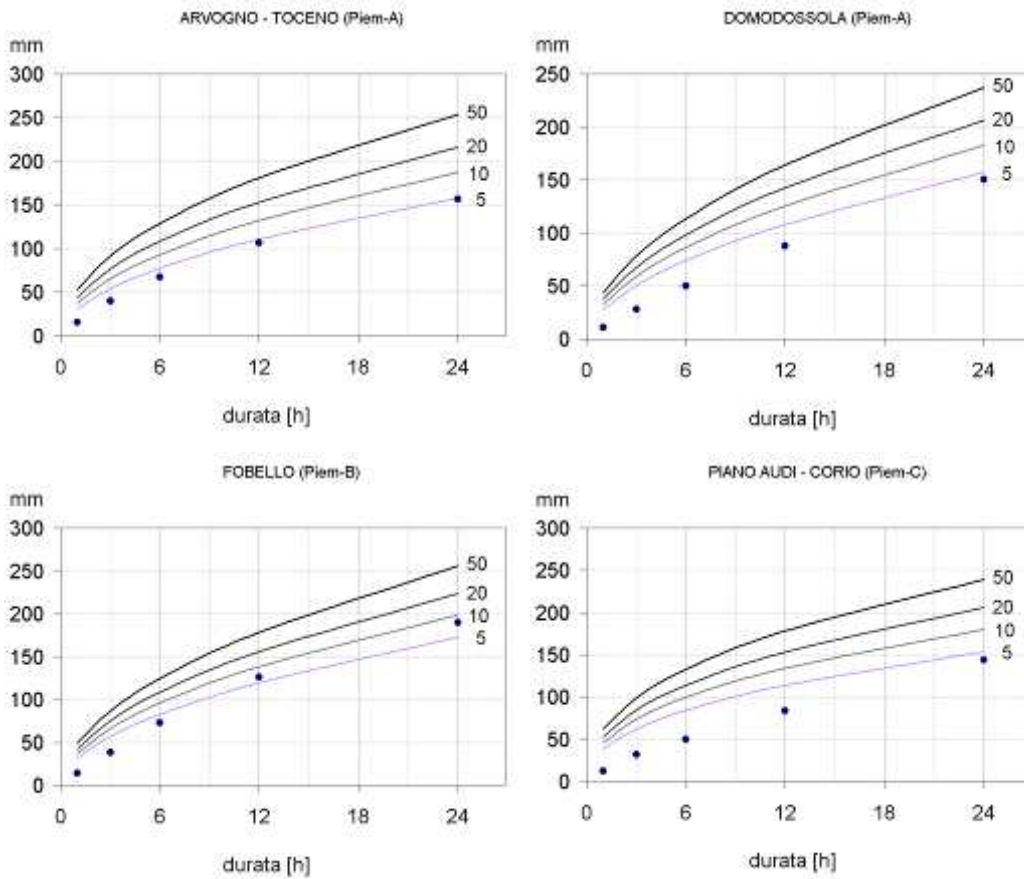 ARVOGNO - TOCENO (Piem-A)
mm
300
250
200
150
100
50
0
50
20
10
5
0 6 12 18 24
durata [h]
DOMODOSSOLA (Piem-A)
mm
250
200
150
100
50
0
50
20
10
5
0 6 12 18 24
durata [h]
FOBELLO (Piem-B)
mm
300
250
200
150
100
50
0
50
20
10
5
0 6 12 18 24
durata [h]
PIANO AUDI - CORIO (Piem-C)
mm
300
250
200
150
100
50
0
50
20
10
5
0 6 12 18 24
durata [h]